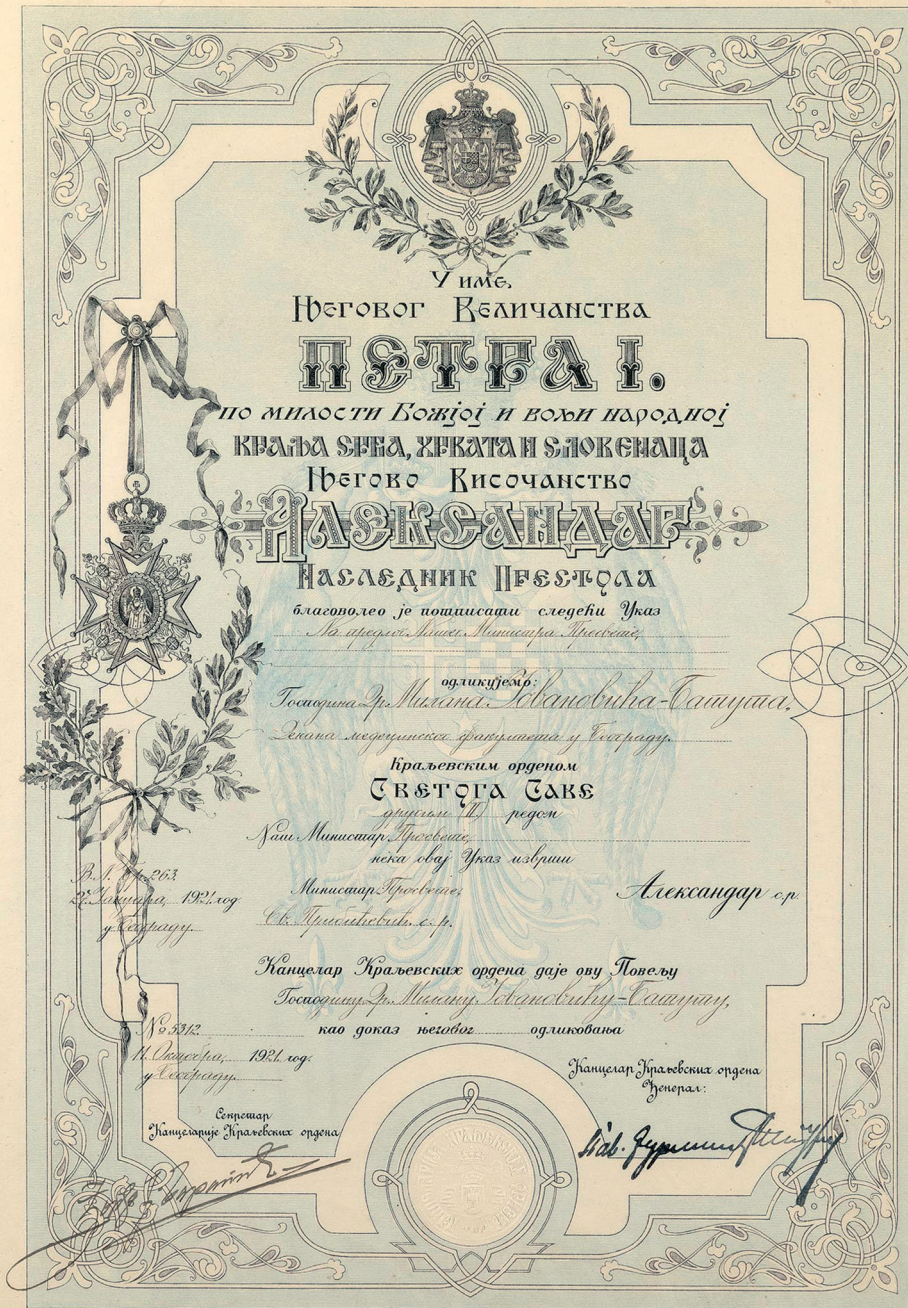 У име
Његовог Величанства
ПЕТРА I.
по милости Божјој и вољи народној
КРАЉА СРБА, ХРВАТА И СЛОВЕНАЦА
Његово Височанство
АЛЕКСАНДАР
Наследник Престола
благоволео је потписати следећи Указ
На предлог Нашег Министра Просвете,
одликујемо:
Господина Др. Милана Јовановића-Батута,
Декана медецинског факултета у Београду.
Краљевским орденом
СВЕТОГА САВЕ
другим (II) редом
Наш Министар Просвете,
нека овај Указ изврши
В.Л. Бр. 263
Јануара, 1921. год
у Београду.
Министар Просвете,
Св. Прибићевић с. р.
Александар с.р.
Канцелар Краљевских ордена даје ову Повељу
Господину Др. Милану Јовановићу-Батуту,
као доказ његовог одликовања
№ 5312
11. Октобра, 1921. год.
у Београду.
Канцелар Краљевских ордена
Ђенерал:
Секретар
Канцеларије Краљевских ордена